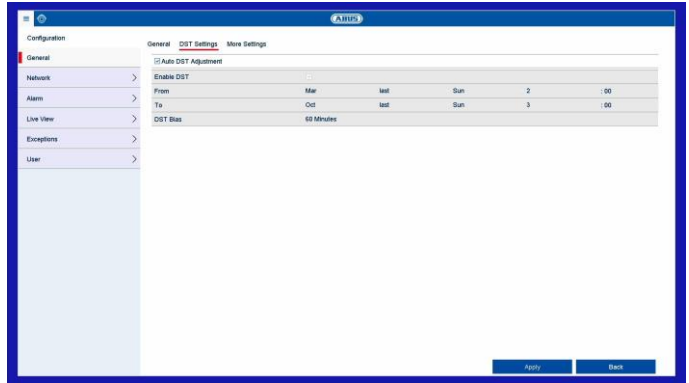 ABUS
Configuration
General DST Settings More Settings
General
Auto DST Adjustment
Network
Enable DST
From Mar last Sun 2 : 00
Alarm
To Oct last Sun 3 : 00
Live View
DST Bias 60 Minutes
Exceptions
User
Apply Back